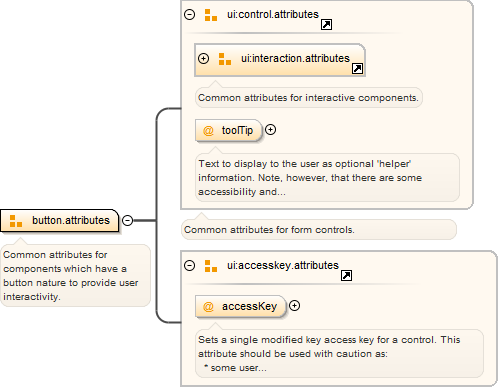 ui:control.attributes
ui:interaction.attributes
Common attributes for interactive components.
@ toolTip
Text to display to the user as optional 'helper'
information. Note, however, that there are some
accessibility and...
Common attributes for form controls.
button.attributes
Common attributes for
components which have a
button nature to provide user
interactivity.
ui:accesskey.attributes
@ accessKey
Sets a single modified key access key for a control. This
attribute should be used with caution as:
* some user...